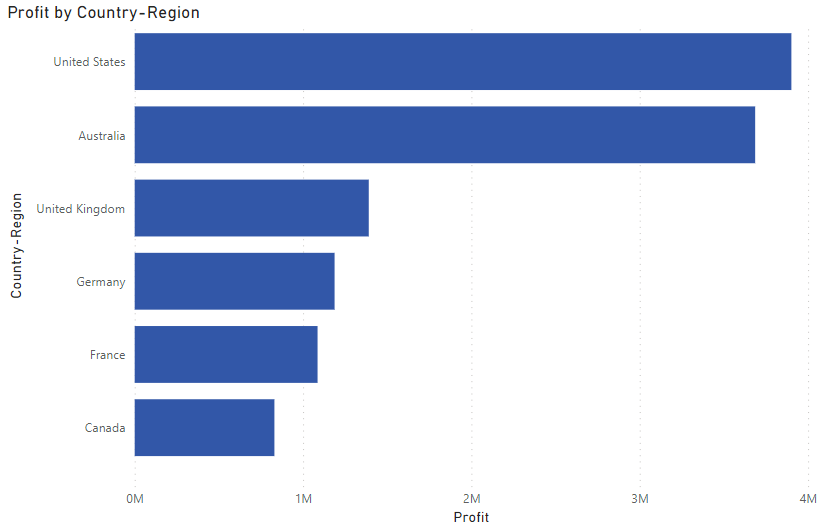 Profit by Country-Region
Country-Region
United States
Australia
United Kingdom
Germany
France
Canada
0M 1M 2M 3M 4M
Profit